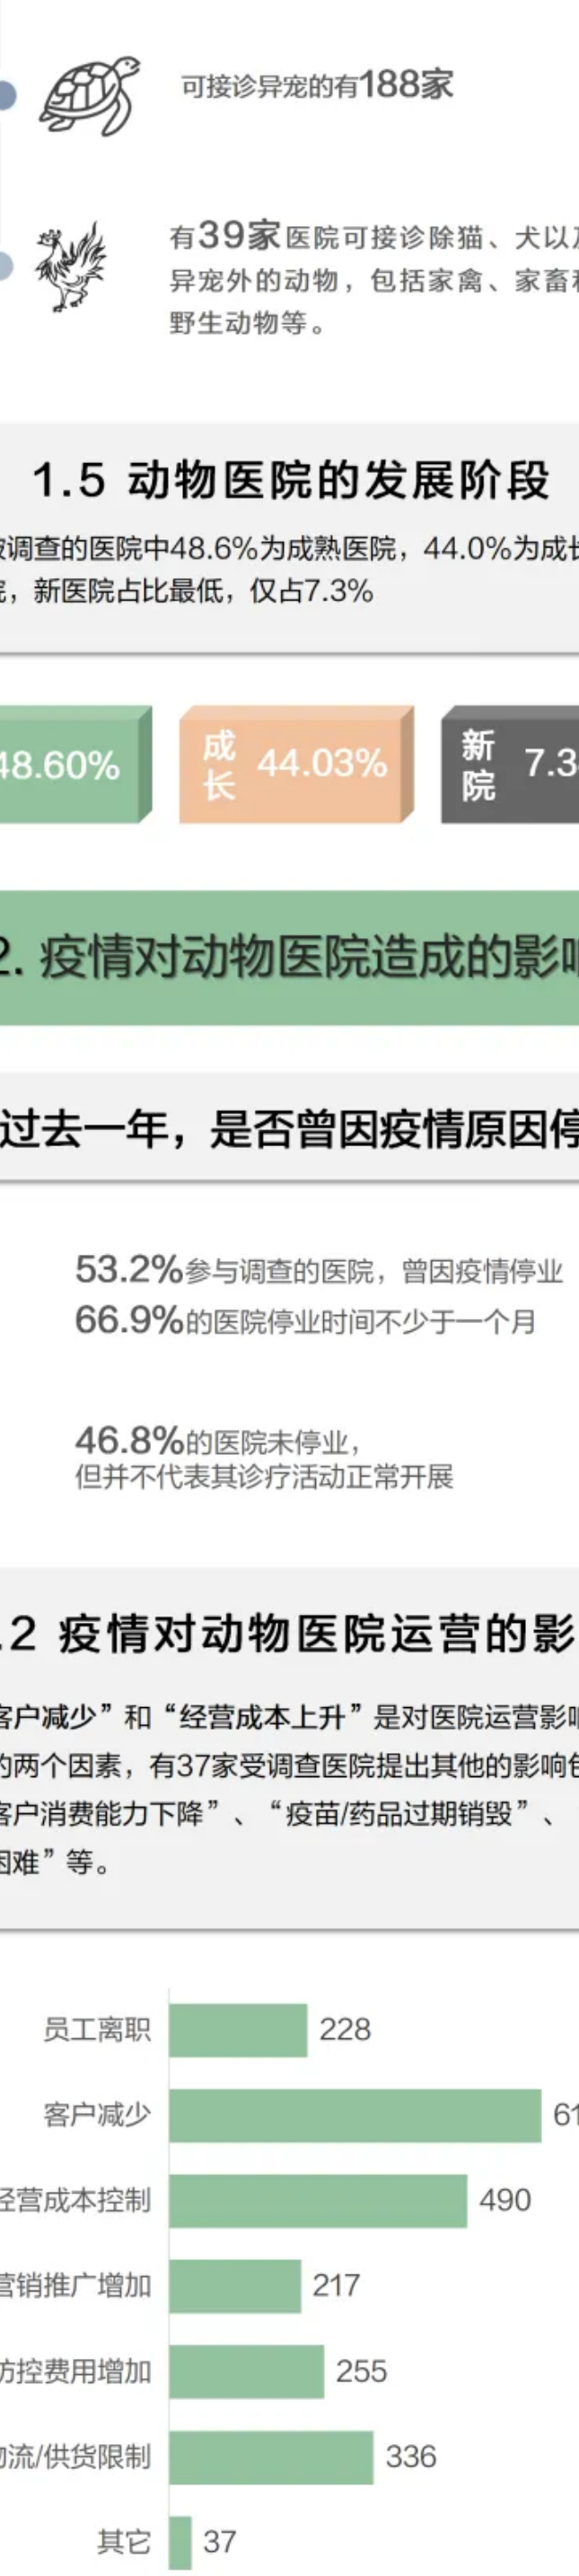 可接诊异宠的有188家
有39家医院可接诊除猫、犬以
异宠外的动物，包括家禽、家畜
野生动物等。
1.5 动物医院的发展阶段
调查的医院中48.6%为成熟医院，44.0%为成长
，新医院占比最低，仅占7.3%
48.60%
成长 44.03%
新院 7.3
2. 疫情对动物医院造成的影响
过去一年，是否曾因疫情原因停
53.2%参与调查的医院，曾因疫情停业
66.9%的医院停业时间不少于一个月
46.8%的医院未停业，
但并不代表其诊疗活动正常开展
.2 疫情对动物医院运营的影
客户减少”和“经营成本上升”是对医院运营影响
的两个因素，有37家受调查医院提出其他的影响包
客户消费能力下降”、“疫苗/药品过期销毁”、
困难”等。
员工离职 228
客户减少 61
经营成本控制 490
营销推广增加 217
防控费用增加 255
物流/供货限制 336
其它 37